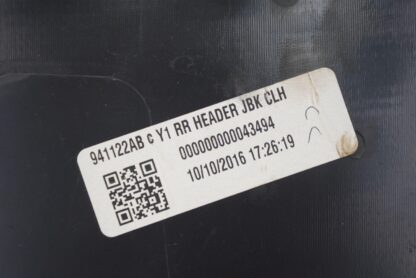 941122AB C Y1 RR HEADER JBK CLH
000000000043494
10/10/2016 17:26:19